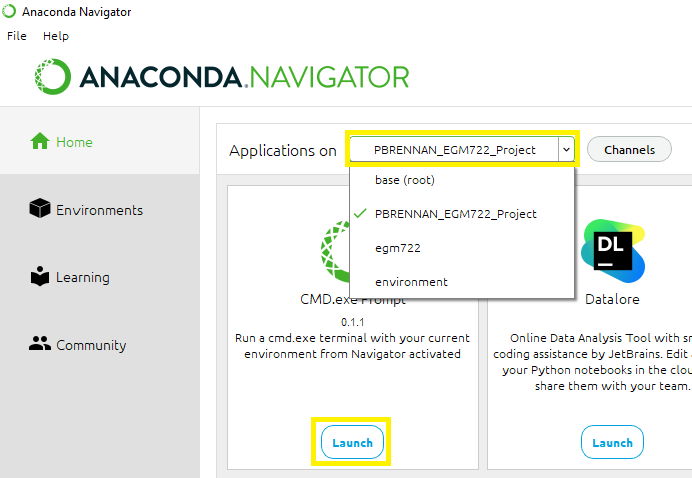 Anaconda Navigator
File Help
ANACONDA.NAVIGATOR
Home
Environments
Learning
Community
Applications on PBRENNAN_EGM722_Project Channels
base (root)
PBRENNAN_EGM722_Project
egm722
environment
CMD.exe Prompt
0.1.1
Run a cmd.exe terminal with your current
environment from Navigator activated
Launch
DL
Datalore
Online Data Analysis Tool with
coding assistance by JetBrains. Edit
your Python notebooks in the
share them with your team.
Launch